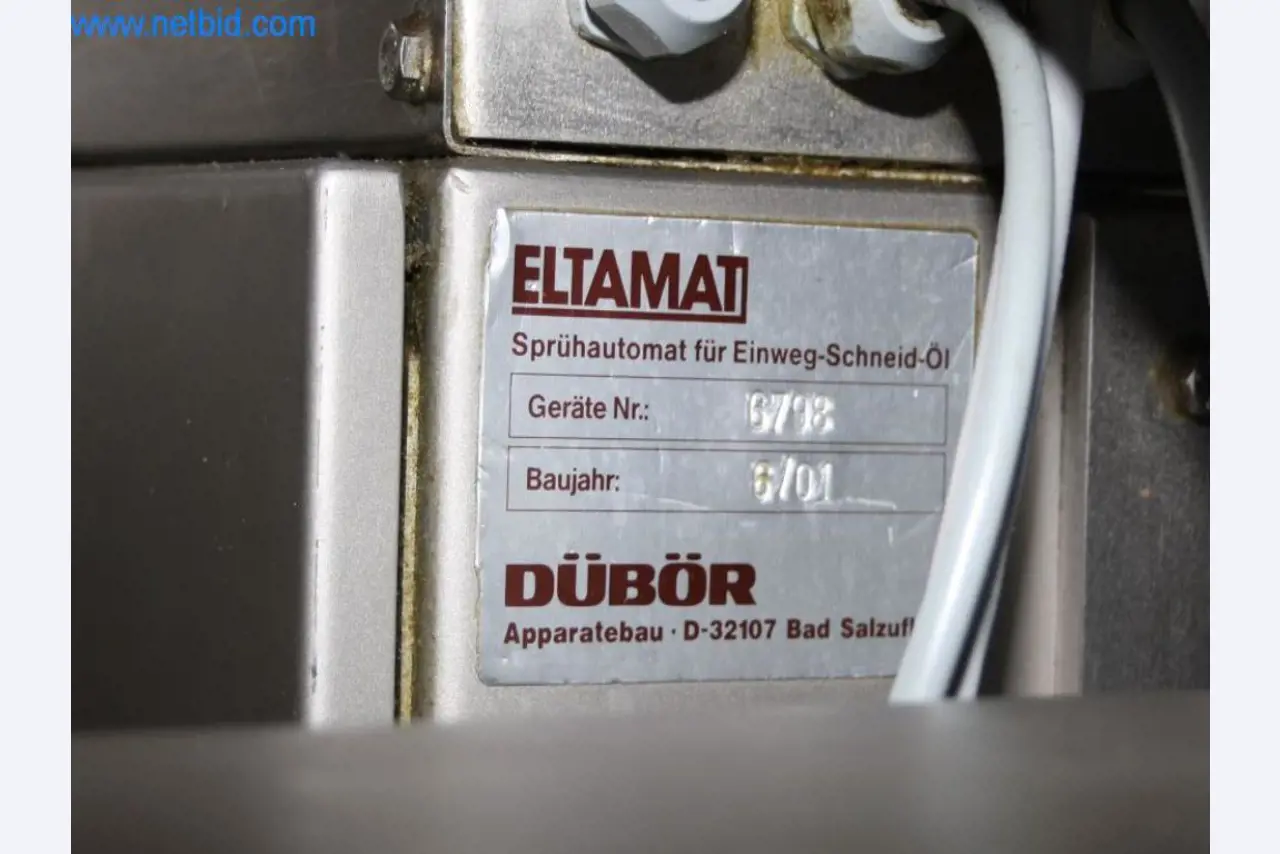 www.netbid.com
ELTAMAT
Sprühautomat für Einweg-Schneid-Öl
Geräte Nr.: 6798
Baujahr: 6/01
DÜBÖR
Apparatebau · D-32107 Bad